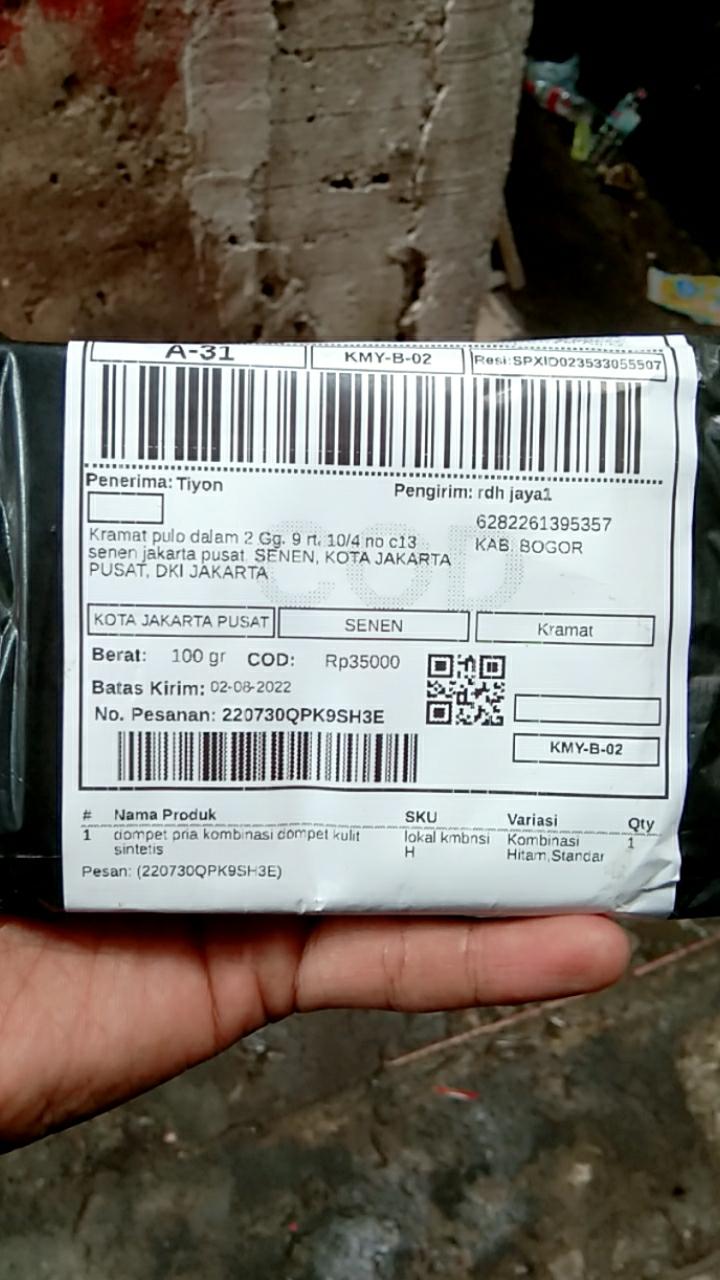 A-31 KMY-B-02 Resi:SPXID023533055507
Penerima: Tiyon Pengirim: rdh jaya1
6282261395357
Kramat pulo dalam 2 Gg. 9 rt. 10/4 no c13
senen jakarta pusat. SENEN, KOTA JAKARTA KAB. BOGOR
PUSAT, DKI JAKARTA
COD
KOTA JAKARTA PUSAT SENEN Kramat
Berat: 100 gr COD: Rp35000
Batas Kirim: 02-08-2022
No. Pesanan: 220730QPK9SH3E
KMY-B-02
# Nama Produk SKU Variasi Qty
1 dompet pria kombinasi dompet kulit lokal kmbnsi Kombinasi 1
sintetis H Hitam,Standar
Pesan: (220730QPK9SH3E)